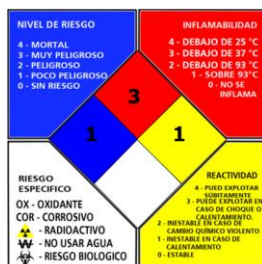 NIVEL DE RIESGO
4 - MORTAL
3 - MUY PELIGROSO
2 - PELIGROSO
1 - POCO PELIGROSO
0 - SIN RIESGO
INFLAMABILIDAD
4 - DEBAJO DE 25 °C
3 - DEBAJO DE 37 °C
2 - DEBAJO DE 93 °C
1 - SOBRE 93°C
0 - NO SE
INFLAMA
3
1
1
RIESGO
ESPECIFICO
OX - OXIDANTE
COR - CORROSIVO
- RADIOACTIVO
W - NO USAR AGUA
- RIESGO BIOLOGICO
REACTIVIDAD
4 - PUED EXPLOTAR
SÚBITAMENTE
3 - PUEDE EXPLOTAR EN
CASO DE CHOQUE O
CALENTAMIENTO.
2 - INESTABLE EN CASO DE
CAMBIO QUÍMICO VIOLENTO
1 - INESTABLE EN CASO DE
CALENTAMIENTO
0 - ESTABLE